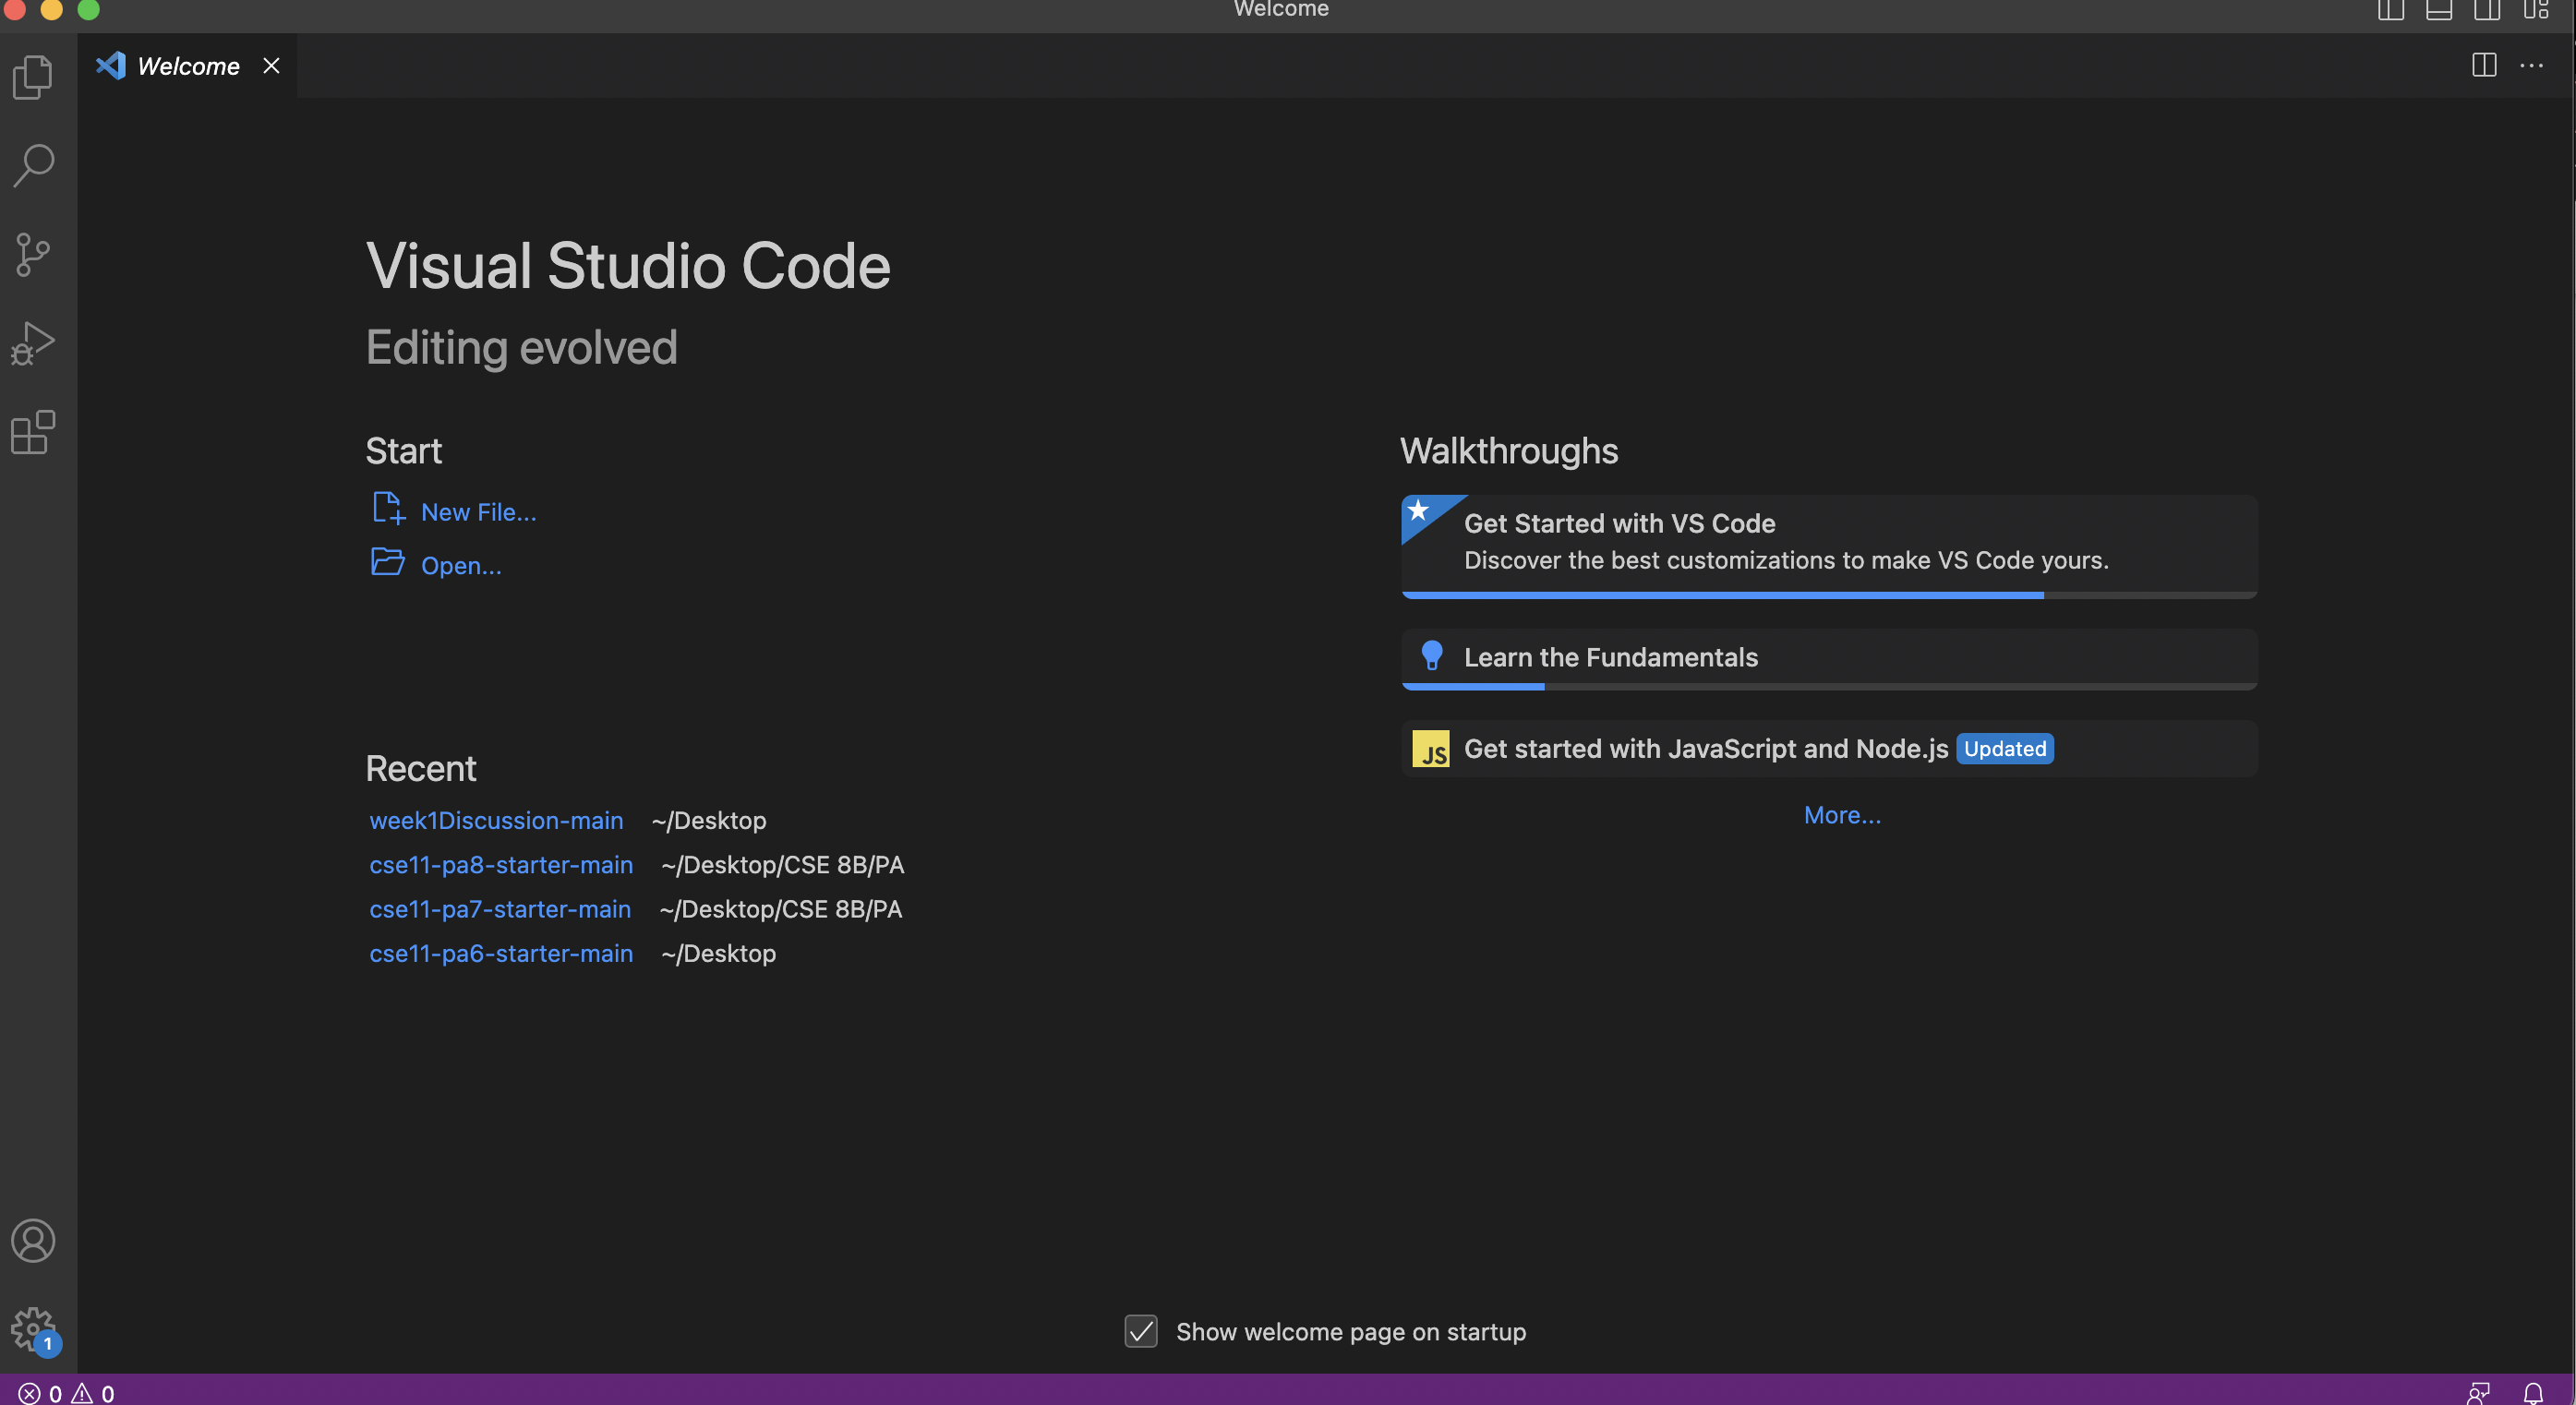 Welcome
Welcome
Visual Studio Code
Editing evolved
Start
New File...
Open...
Recent
week1Discussion-main ~/Desktop
cse11-pa8-starter-main ~/Desktop/CSE 8B/PA
cse11-pa7-starter-main ~/Desktop/CSE 8B/PA
cse11-pa6-starter-main ~/Desktop
Walkthroughs
Get Started with VS Code
Discover the best customizations to make VS Code yours.
Learn the Fundamentals
JS Get started with JavaScript and Node.js Updated
More...
Show welcome page on startup
1
0 0